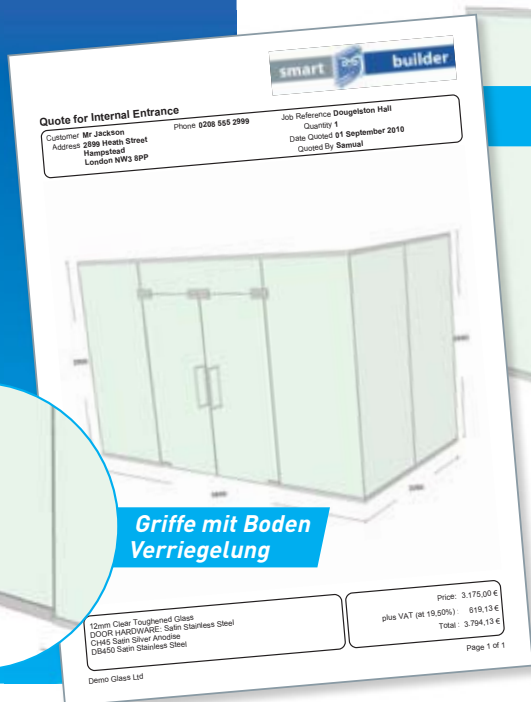 smart builder
Quote for Internal Entrance
Customer Mr Jackson
Address 2899 Heath Street
Hampstead
London NW3 8PP
Phone 0208 555 2999
Job Reference Dougelston Hall
Quantity 1
Date Quoted 01 September 2010
Quoted By Samual
Griffe mit Boden
Verriegelung
12mm Clear Toughened Glass
DOOR HARDWARE: Satin Stainless Steel
CH45 Satin Silver Anodise
DB450 Satin Stainless Steel
Price: 3.175,00 €
plus VAT (at 19,50%) : 619,13 €
Total : 3.794,13 €
Page 1 of 1
Demo Glass Ltd